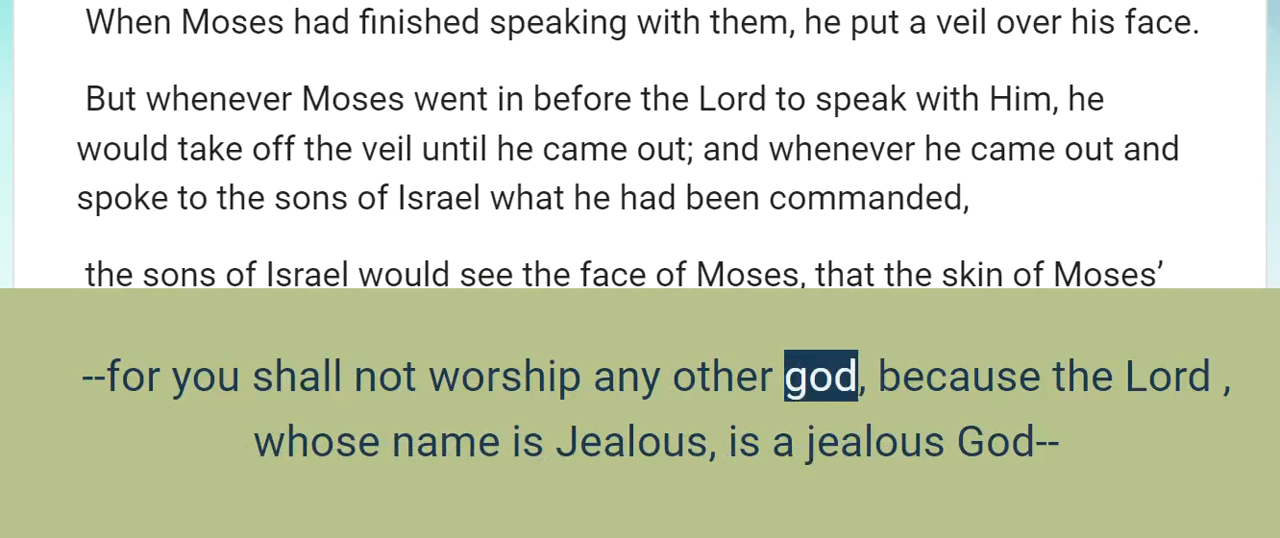 When Moses had finished speaking with them, he put a veil over his face.
But whenever Moses went in before the Lord to speak with Him, he
would take off the veil until he came out; and whenever he came out and
spoke to the sons of Israel what he had been commanded,
the sons of Israel would see the face of Moses, that the skin of Moses’
--for you shall not worship any other god, because the Lord ,
whose name is Jealous, is a jealous God--